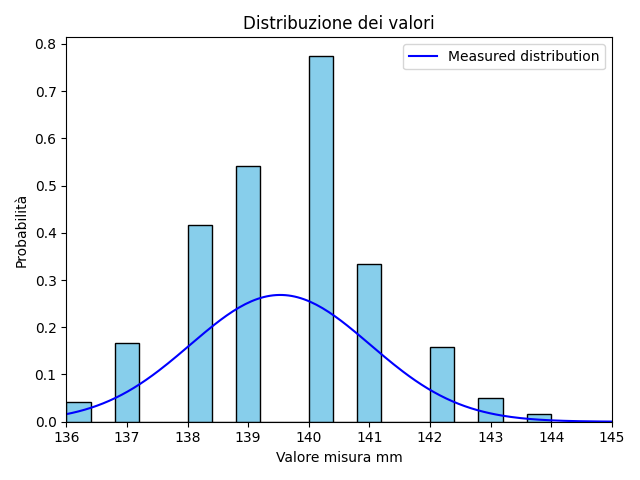 Distribuzione dei valori
Measured distribution
0.8
0.7
0.6
0.5
0.4
0.3
0.2
0.1
0.0
Probabilità
136 137 138 139 140 141 142 143 144 145
Valore misura mm